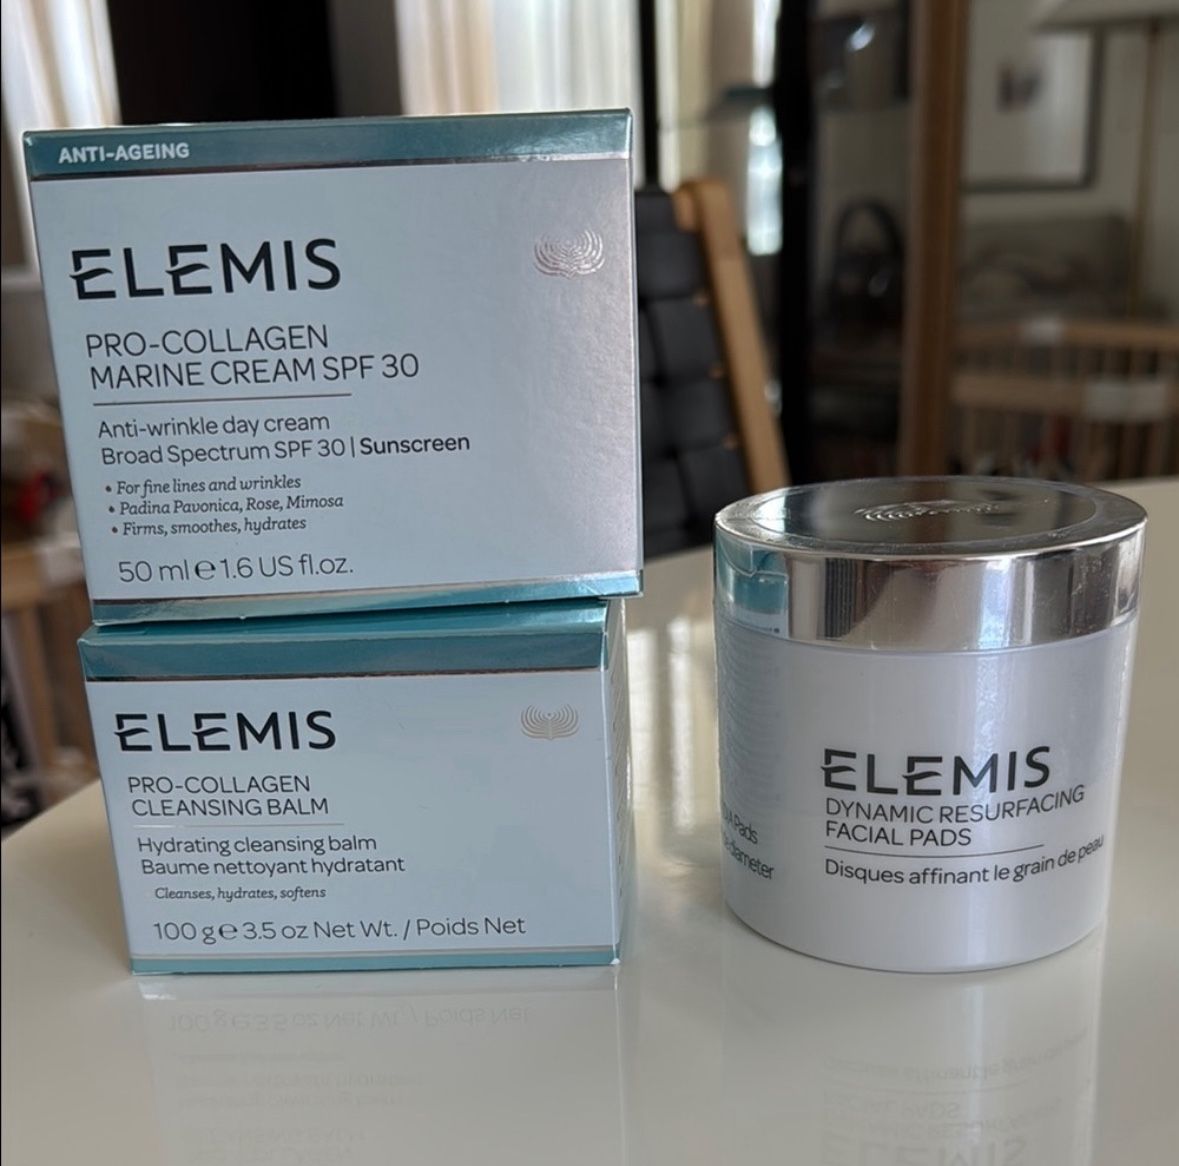 ANTI-AGEING
ELEMIS
PRO-COLLAGEN
MARINE CREAM SPF 30
Anti-wrinkle day cream
Broad Spectrum SPF 30 | Sunscreen
• For fine lines and wrinkles
• Padina Pavonica, Rose, Mimosa
• Firms, smoothes, hydrates
50 ml e 1.6 US fl.oz.
ELEMIS
PRO-COLLAGEN
CLEANSING BALM
Hydrating cleansing balm
Baume nettoyant hydratant
Cleanses, hydrates, softens
100 g e 3.5 oz Net Wt. / Poids Net
ELEMIS
DYNAMIC RESURFACING
FACIAL PADS
Disques affinant le grain de peau
Pads